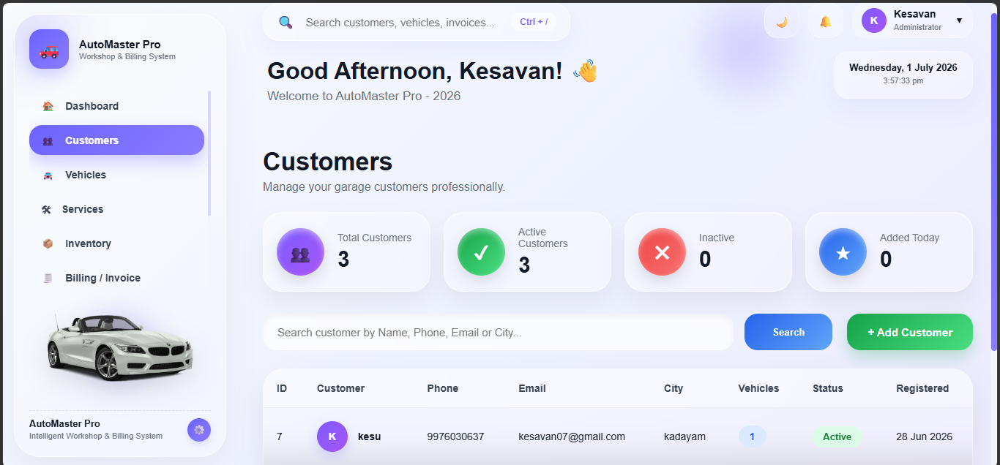 AutoMaster Pro
Workshop & Billing System
Dashboard
Customers
Vehicles
Services
Inventory
Billing / Invoice
AutoMaster Pro
Intelligent Workshop & Billing System
Search customers, vehicles, invoices... Ctrl + /
K Kesavan
Administrator
Good Afternoon, Kesavan!
Welcome to AutoMaster Pro - 2026
Wednesday, 1 July 2026
3:57:33 pm
Customers
Manage your garage customers professionally.
Total Customers
3
Active
Customers
3
Inactive
0
Added Today
0
Search customer by Name, Phone, Email or City... Search + Add Customer
ID Customer Phone Email City Vehicles Status Registered
7 K kesu 9976030637 kesavan07@gmail.com kadayam 1 Active 28 Jun 2026